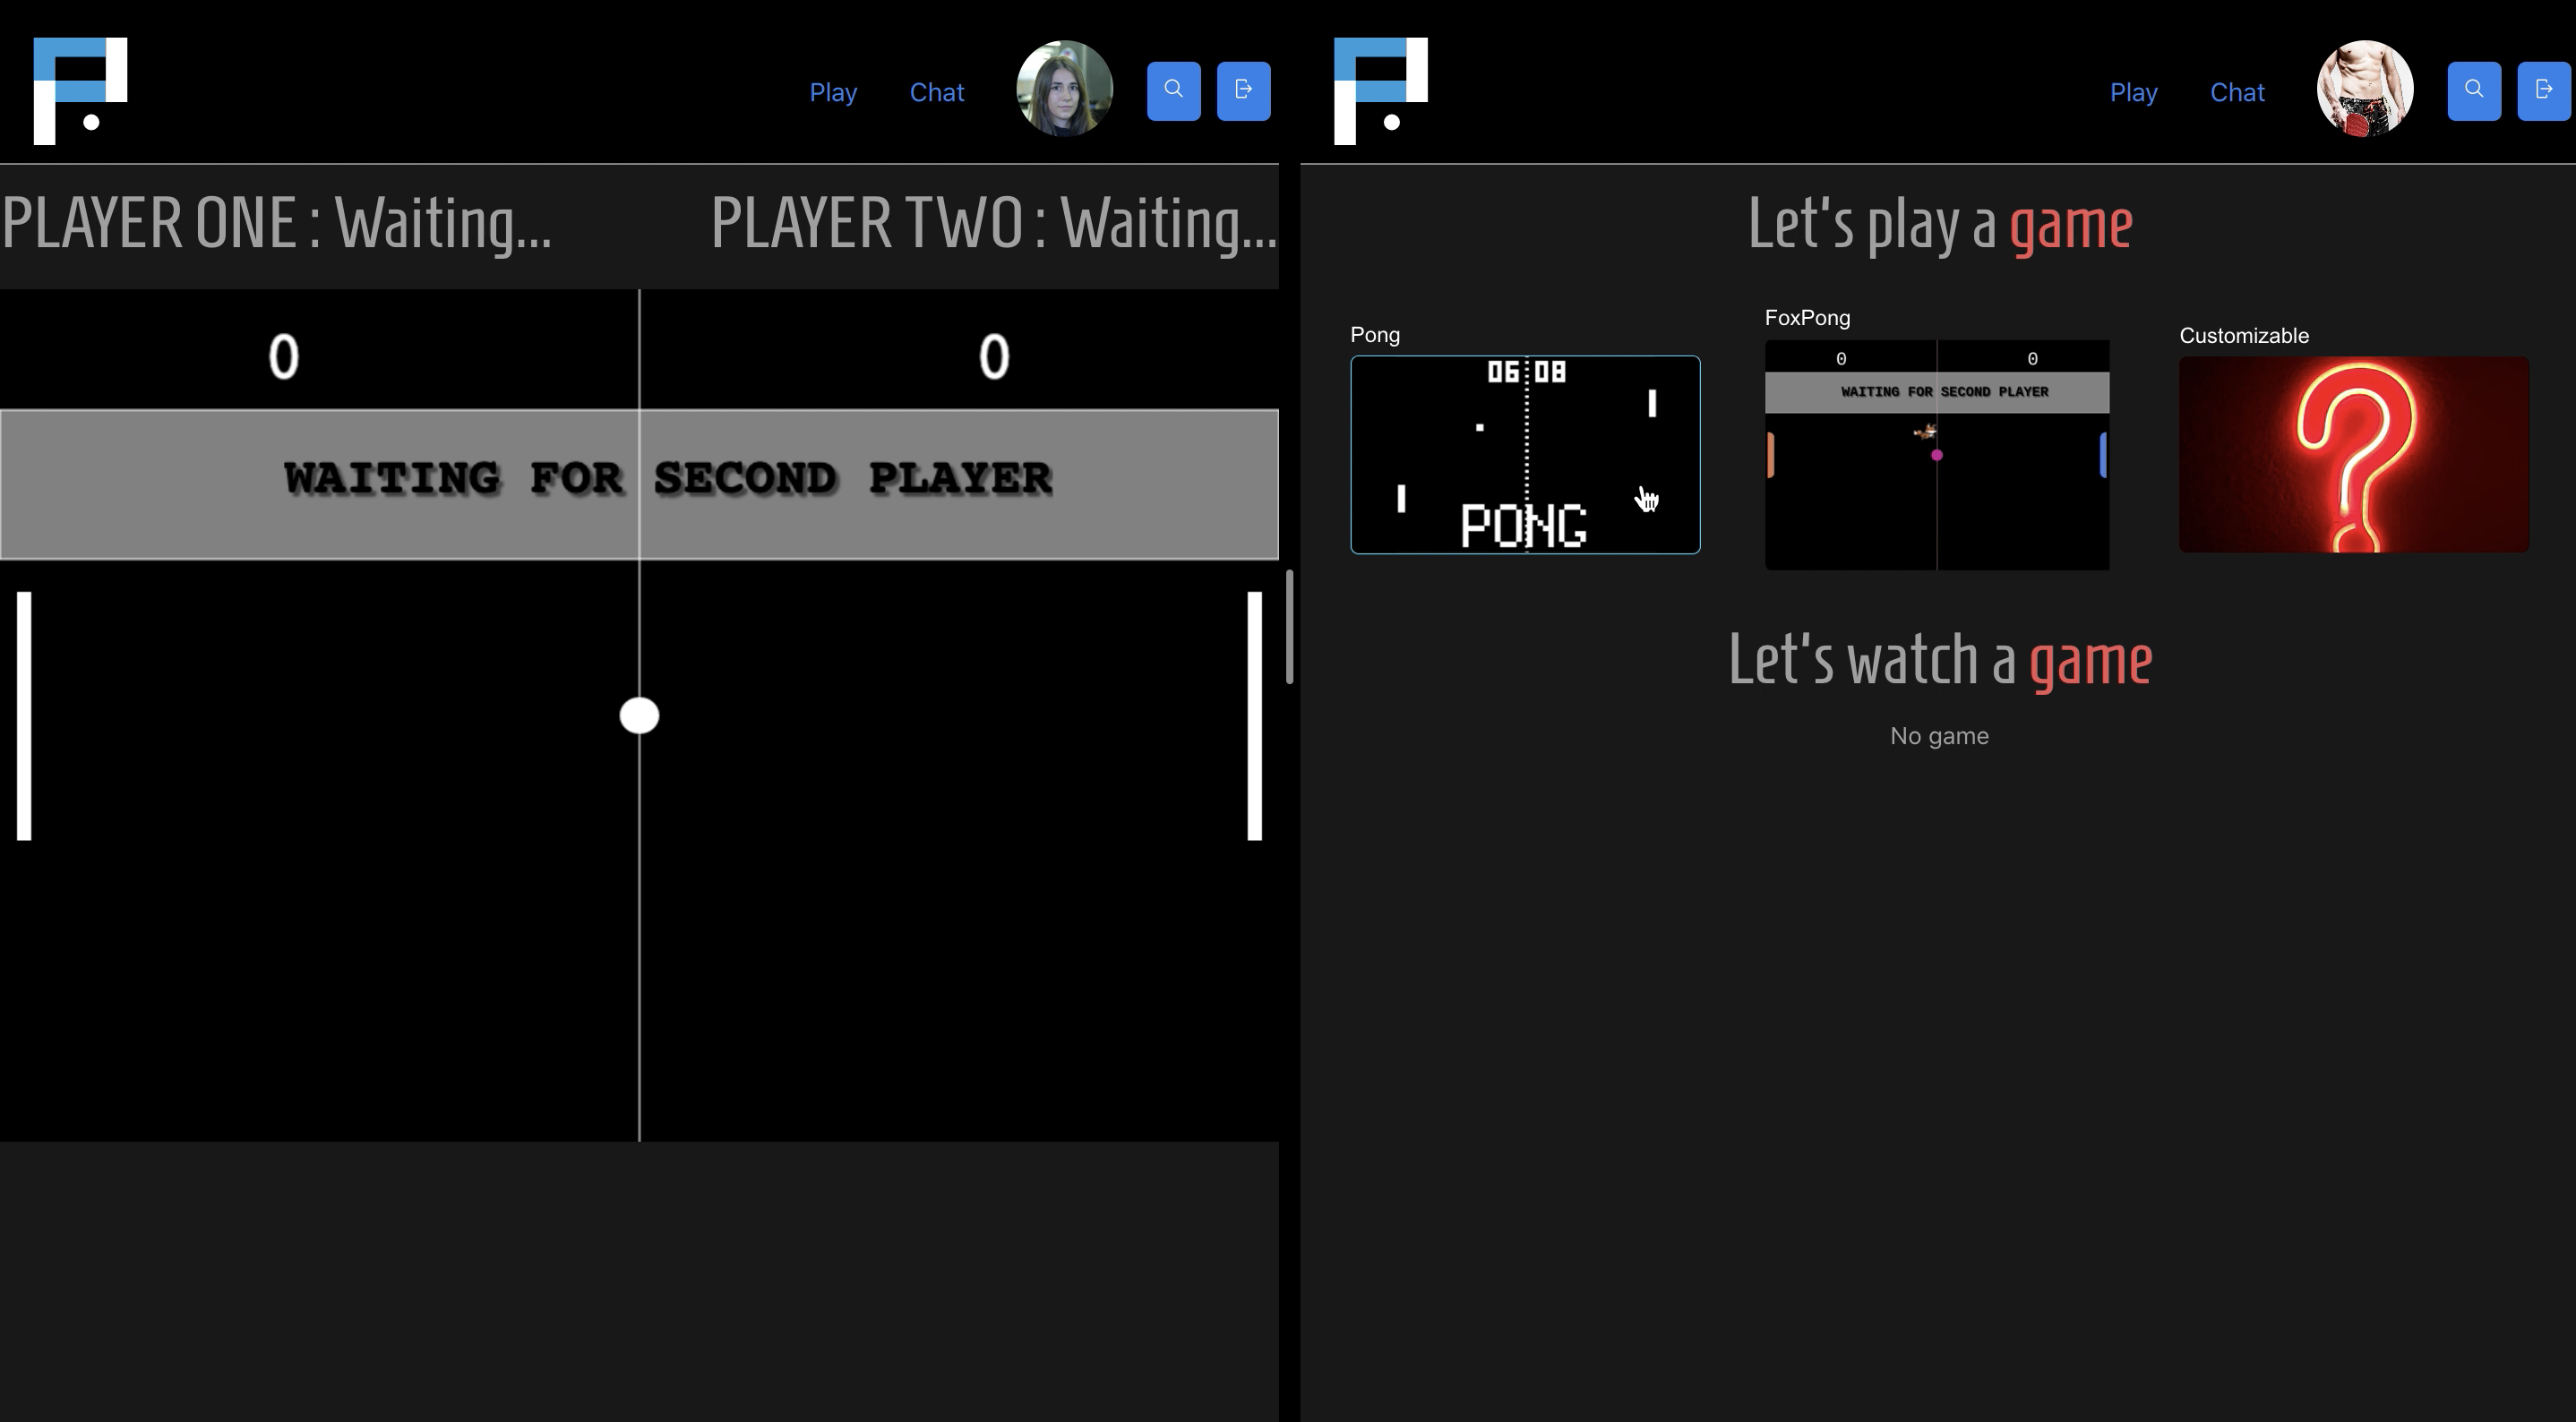 Play Chat
PLAYER ONE : Waiting... PLAYER TWO : Waiting...
0 0
WAITING FOR SECOND PLAYER
Play Chat
Let's play a game
Pong
06 08
PONG
FoxPong
0 0
WAITING FOR SECOND PLAYER
Customizable
Let's watch a game
No game